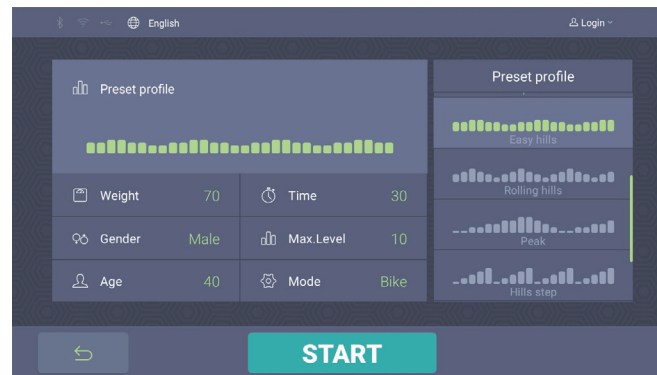 English
Login
Preset profile
Preset profile
Easy hills
Rolling hills
Peak
Hills step
Weight 70
Time 30
Gender Male
Max.Level 10
Age 40
Mode Bike
START